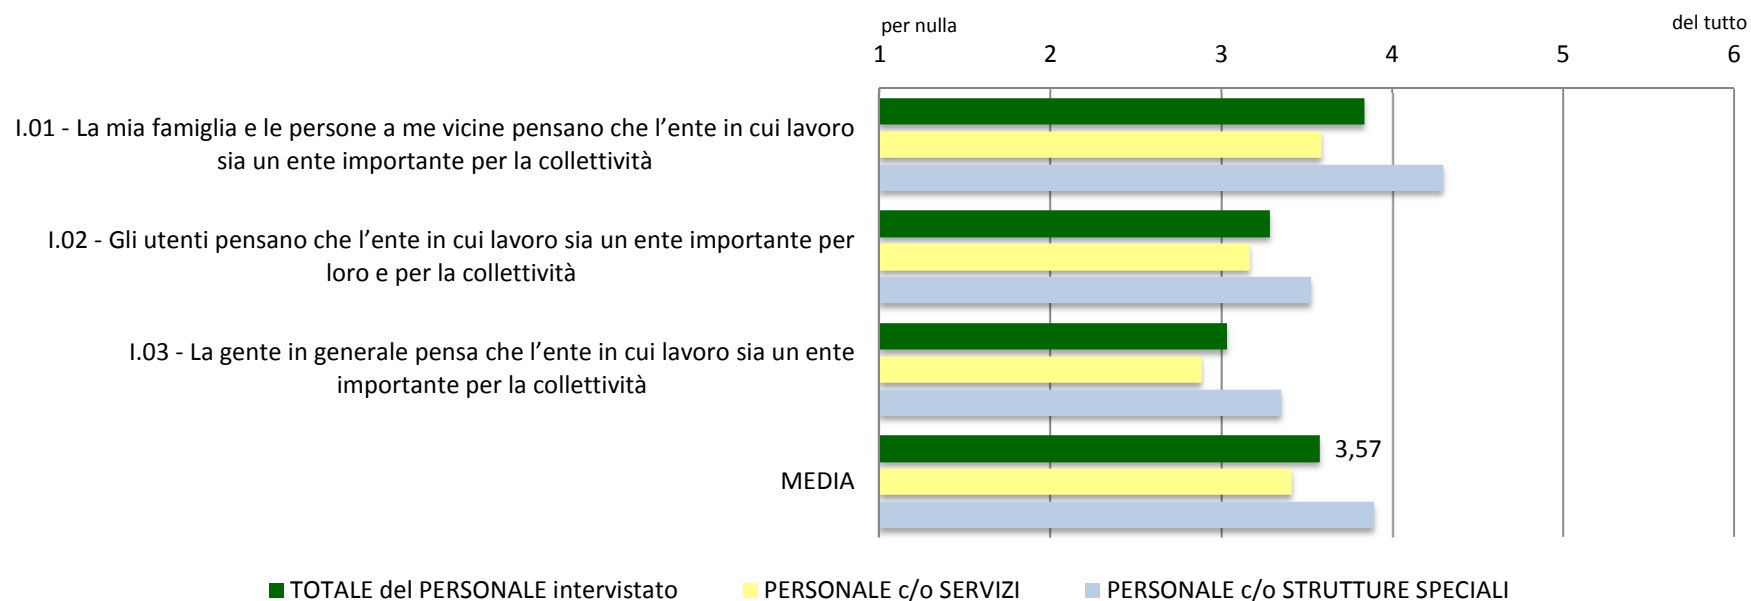 per nulla
del tutto
1 2 3 4 5 6
I.01 - La mia famiglia e le persone a me vicine pensano che l’ente in cui lavoro
sia un ente importante per la collettività
I.02 - Gli utenti pensano che l’ente in cui lavoro sia un ente importante per
loro e per la collettività
I.03 - La gente in generale pensa che l’ente in cui lavoro sia un ente
importante per la collettività
3,57
MEDIA
TOTALE del PERSONALE intervistato PERSONALE c/o SERVIZI PERSONALE c/o STRUTTURE SPECIALI